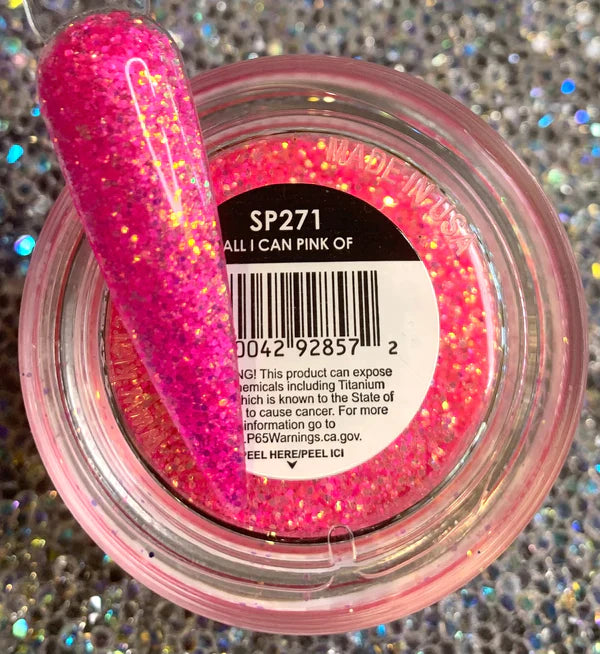 MADE IN USA
SP271
ALL I CAN PINK OF
0042 92857 2
NG! This product can expose
emicals including Titanium
hich is known to the State of
to cause cancer. For more
information go to
.P65Warnings.ca.gov.
PEEL HERE/PEEL ICI